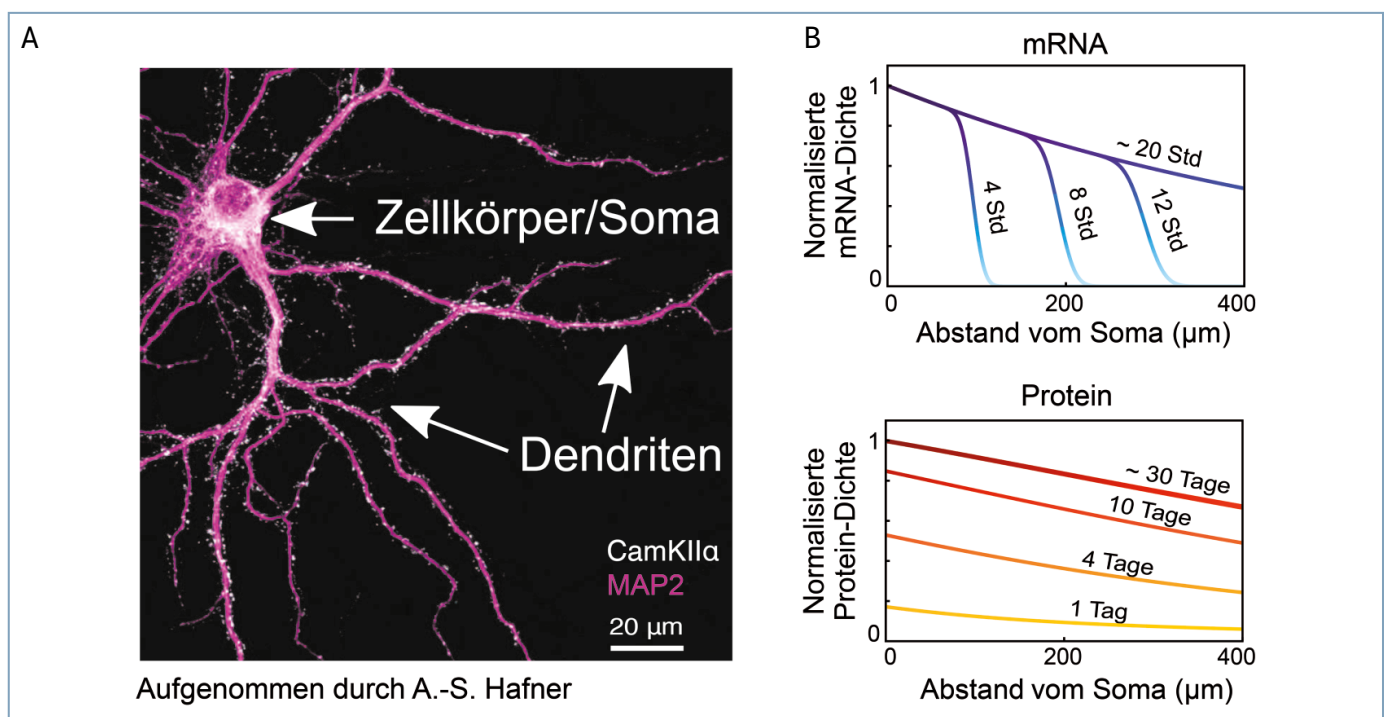 A
Zellkörper/Soma
Dendriten
CamKIIα
MAP2
20 µm
Aufgenommen durch A.-S. Hafner
B
mRNA
Normalisierte
mRNA-Dichte
1
0
~ 20 Std
4 Std
8 Std
12 Std
0
200
400
Abstand vom Soma (µm)
Protein
Normalisierte
Protein-Dichte
1
0
~ 30 Tage
10 Tage
4 Tage
1 Tag
0
200
400
Abstand vom Soma (µm)